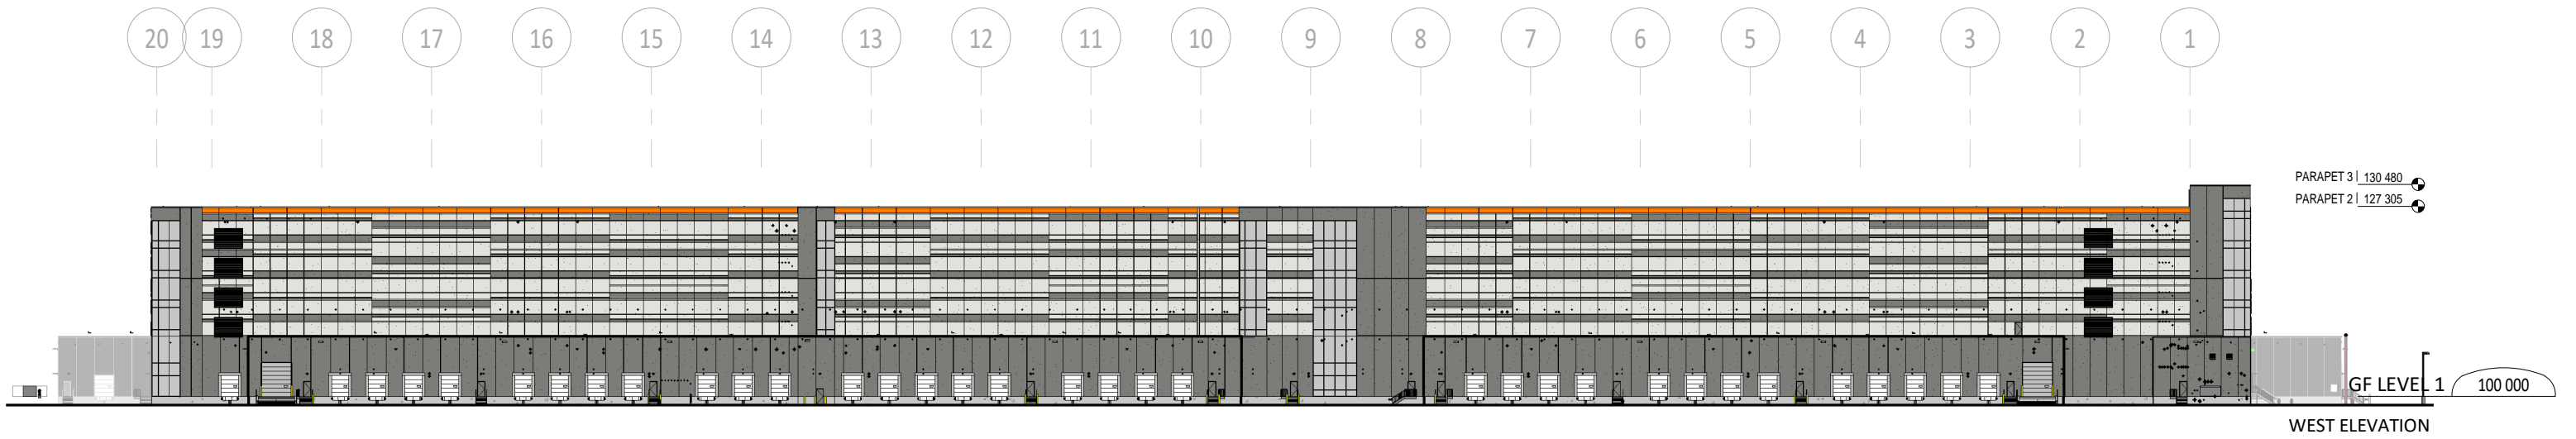 20 19 18 17 16 15 14 13 12 11 10 9 8 7 6 5 4 3 2 1
PARAPET 3 130 480
PARAPET 2 127 305
GF LEVEL 1 100 000
WEST ELEVATION